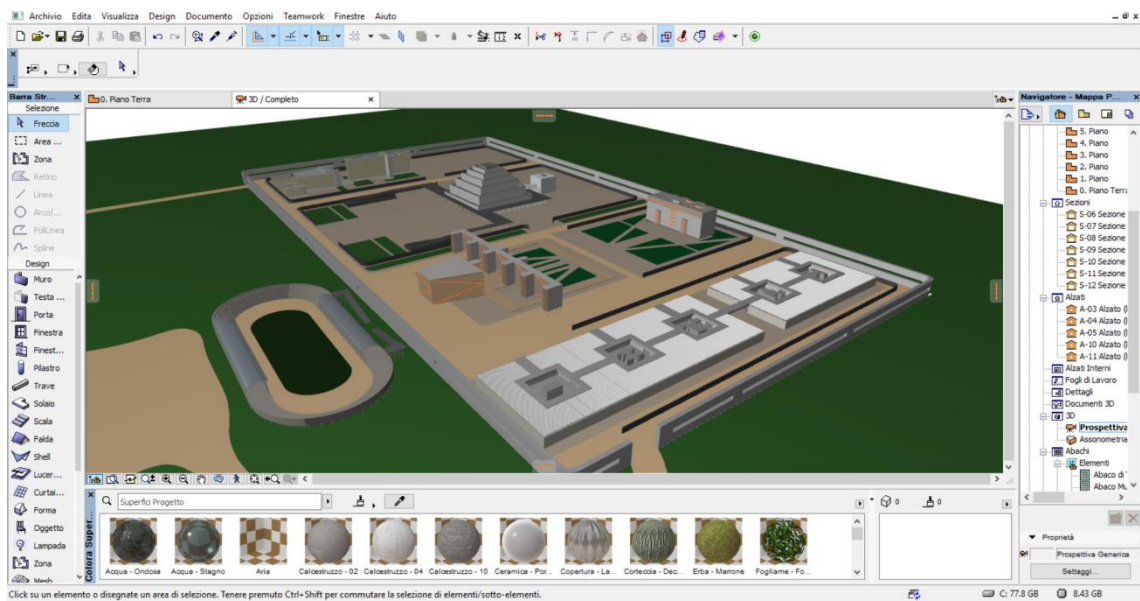 Archivio Edita Visualizza Design Documento Opzioni Teamwork Finestre Aiuto
Barra Str...
0. Piano Terra
3D / Completo
Navigatore - Mappa P...
Selezione
Freccia
Area ...
Zona
Retino
Linea
Arco/...
PoliLinea
Spline
Design
Muro
Testa ...
Porta
Finestra
Finest...
Pilastro
Trave
Solaio
Scala
Falda
Shell
Lucer...
Curtai...
Forma
Oggetto
Lampada
Zona
Mesh
5. Piano
4. Piano
3. Piano
2. Piano
1. Piano
0. Piano Terra
Sezioni
S-06 Sezione
S-07 Sezione
S-08 Sezione
S-09 Sezione
S-10 Sezione
S-11 Sezione
S-12 Sezione
Alzati
A-03 Alzato (
A-04 Alzato (
A-05 Alzato (
A-10 Alzato (
A-11 Alzato (
Alzati Interni
Fogli di Lavoro
Dettagli
Documenti 3D
3D
Prospettiva
Assonometria
Abachi
Elementi
Abaco di
Abaco Mu
Proprietà
Prospettiva Generica
Settaggi...
Colora Super...
Superfici Progetto
0
0
Acqua - Ondosa
Acqua - Stagno
Aria
Calcestruzzo - 02
Calcestruzzo - 04
Calcestruzzo - 10
Ceramica - Por...
Copertura - La...
Corteccia - Dec...
Erba - Marrone
Fogliame - Fo...
Click su un elemento o disegnate un area di selezione. Tenere premuto Ctrl+Shift per commutare la selezione di elementi/sotto-elementi.
C: 77.8 GB
8.43 GB